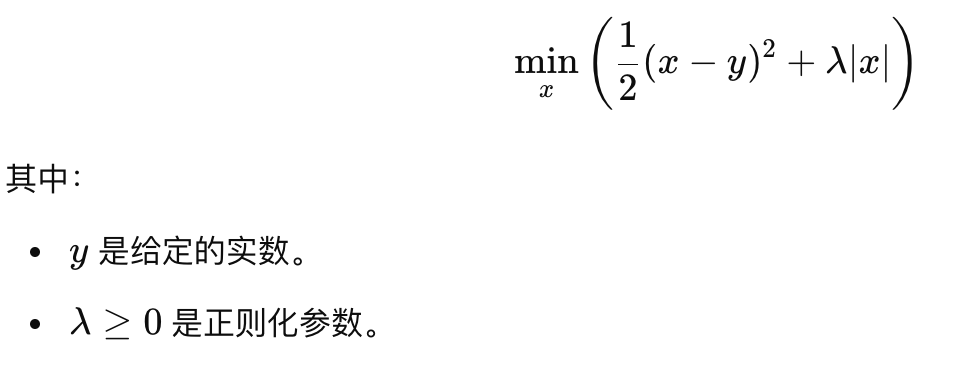 min_x ( 1/2 (x − y)² + λ|x| )
其中：
• y 是给定的实数。
• λ ≥ 0 是正则化参数。